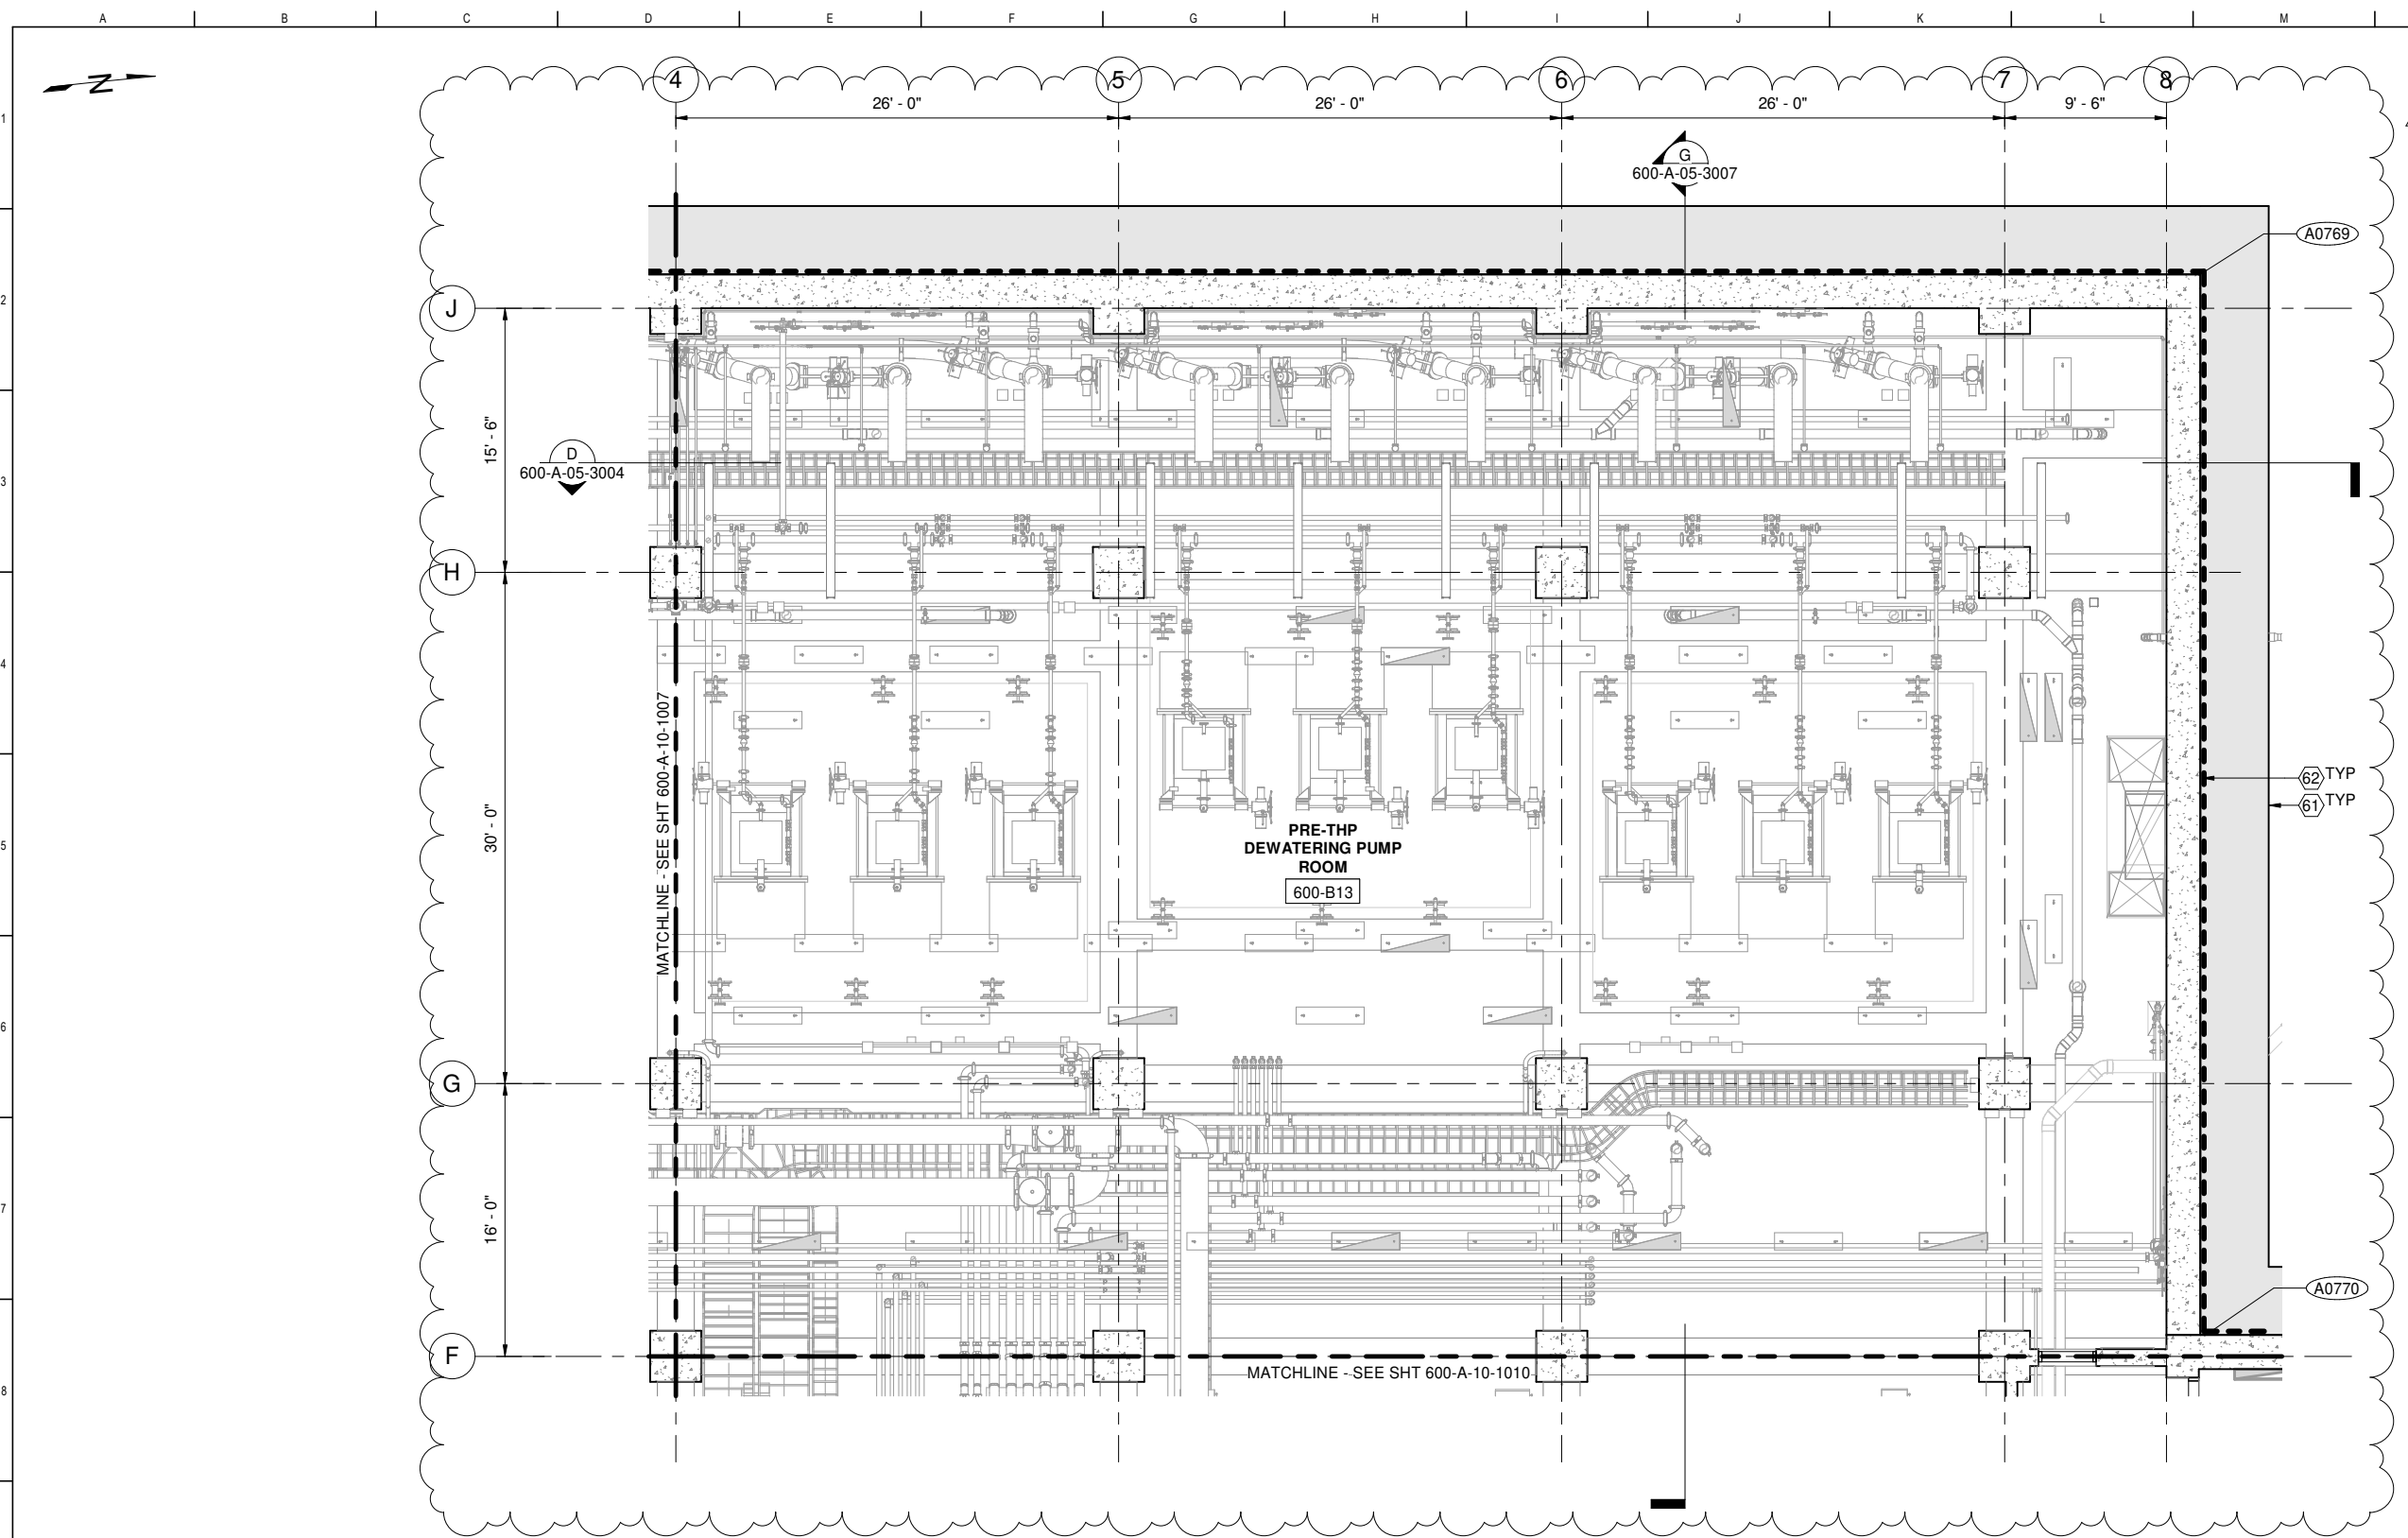 A B C D E F G H I J K L M
N
4 5 6 7 8
26' - 0" 26' - 0" 26' - 0" 9' - 6"
1
G
600-A-05-3007
2
A0769
J
15' - 6"
D
600-A-05-3004
3
H
4
MATCHLINE - SEE SHT 600-A-10-1007
30' - 0"
62 TYP
61 TYP
5
PRE-THP
DEWATERING PUMP
ROOM
600-B13
6
G
7
16' - 0"
A0770
F
MATCHLINE - SEE SHT 600-A-10-1010
8